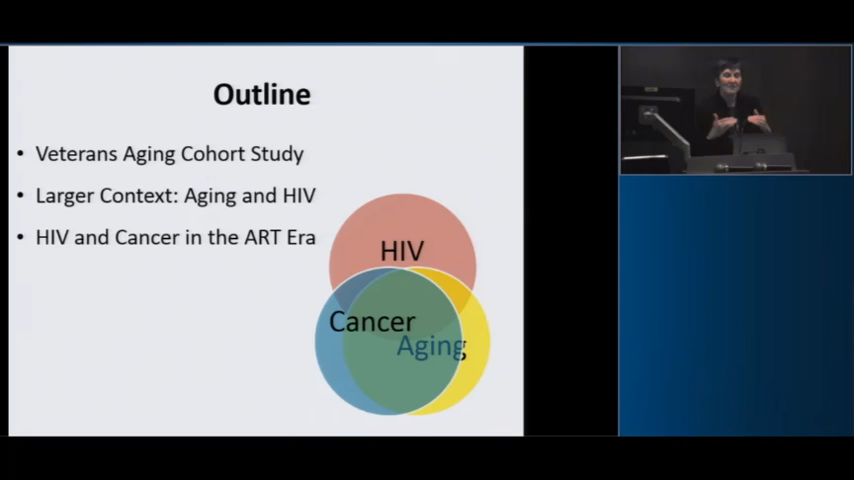 Outline
• Veterans Aging Cohort Study
• Larger Context: Aging and HIV
• HIV and Cancer in the ART Era
HIV
Cancer
Aging